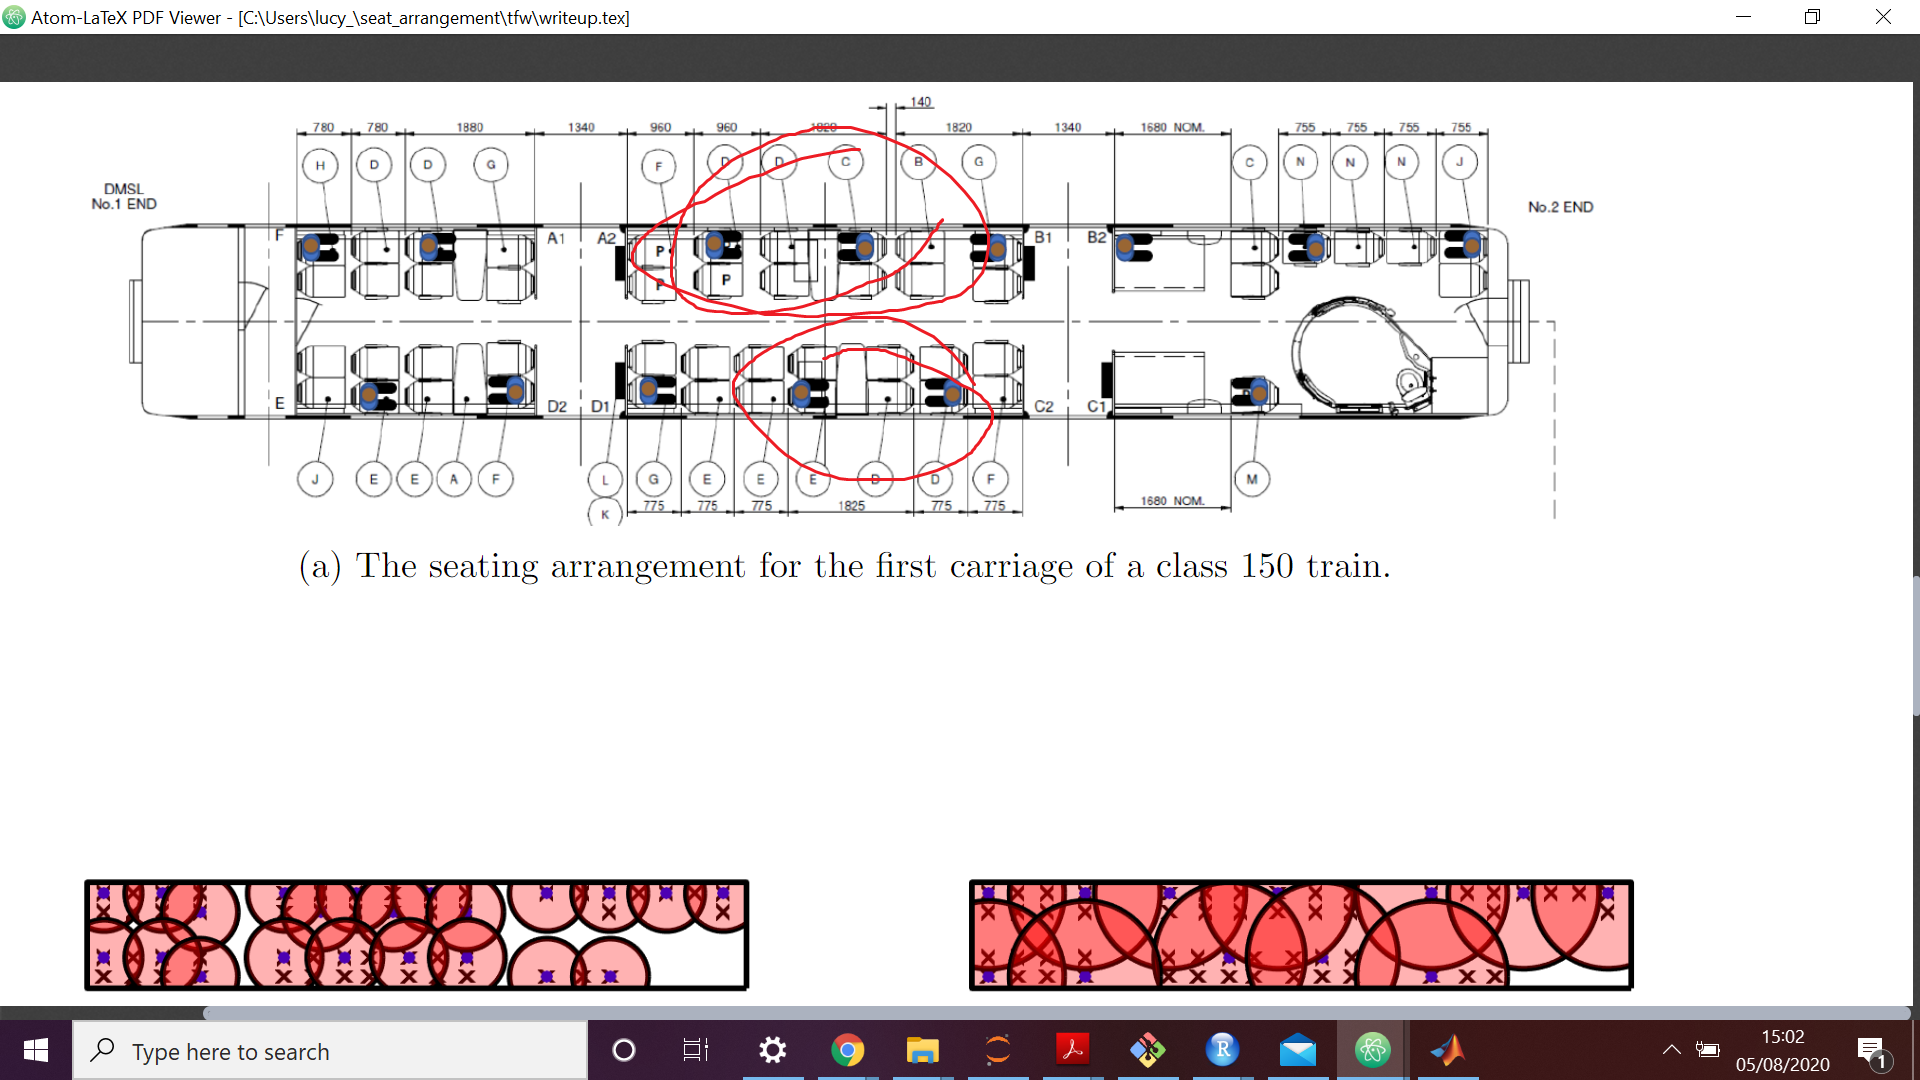 Atom-LaTeX PDF Viewer - [C:\Users\lucy_\seat_arrangement\tfw\writeup.tex]
140
780 780 1880 1340 960 960 1820 1820 1340 1680 NOM. 755 755 755 755
H D D G F D D C B G C N N N J
DMSL
No.1 END
No.2 END
F A1 A2 P B1 B2
P P
E D2 D1 C2 C1
J E E A F L G E E E D D F M
K 775 775 775 1825 775 775 1680 NOM.
(a) The seating arrangement for the first carriage of a class 150 train.
Type here to search
15:02
05/08/2020
1